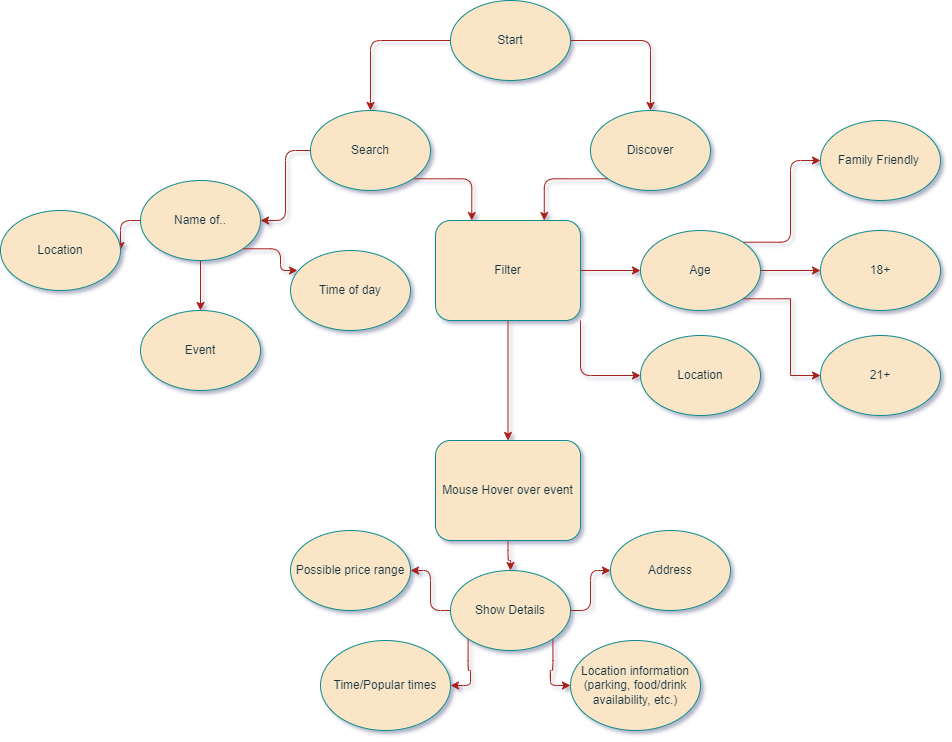 Start
Search
Discover
Family Friendly
Name of..
Location
Time of day
Filter
Age
18+
Event
Location
21+
Mouse Hover over event
Possible price range
Address
Show Details
Time/Popular times
Location information
(parking, food/drink
availability, etc.)